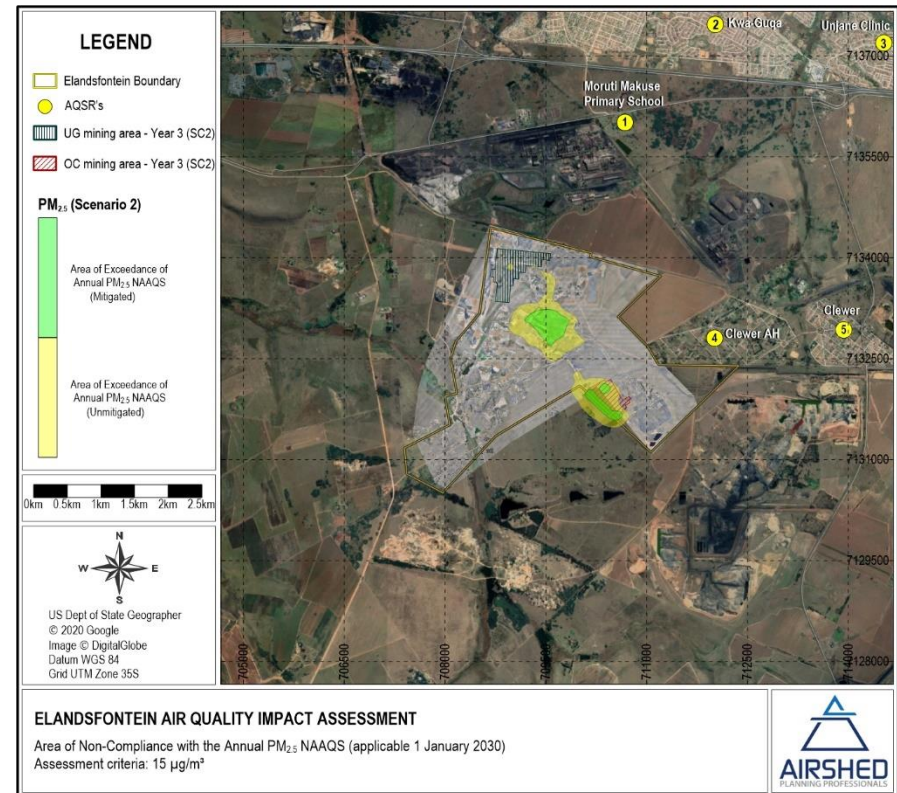 LEGEND
Elandsfontein Boundary
AQSR's
UG mining area - Year 3 (SC2)
OC mining area - Year 3 (SC2)
PM2.5 (Scenario 2)
Area of Exceedance of
Annual PM2.5 NAAQS
(Mitigated)
Area of Exceedance of
Annual PM2.5 NAAQS
(Unmitigated)
0km 0.5km 1km 1.5km 2km 2.5km
N
W E
S
US Dept of State Geographer
© 2020 Google
Image © DigitalGlobe
Datum WGS 84
Grid UTM Zone 35S
2 Kwa-Guqa
Unjane Clinic
3
7137000
Moruti Makuse
Primary School
1
7135500
7134000
4 Clewer AH
Clewer
5
7132500
7131000
7129500
7128000
705000
706500
708000
711000
712500
714000
ELANDSFONTEIN AIR QUALITY IMPACT ASSESSMENT
Area of Non-Compliance with the Annual PM2.5 NAAQS (applicable 1 January 2030)
Assessment criteria: 15 µg/m³
AIRSHED
PLANNING PROFESSIONALS